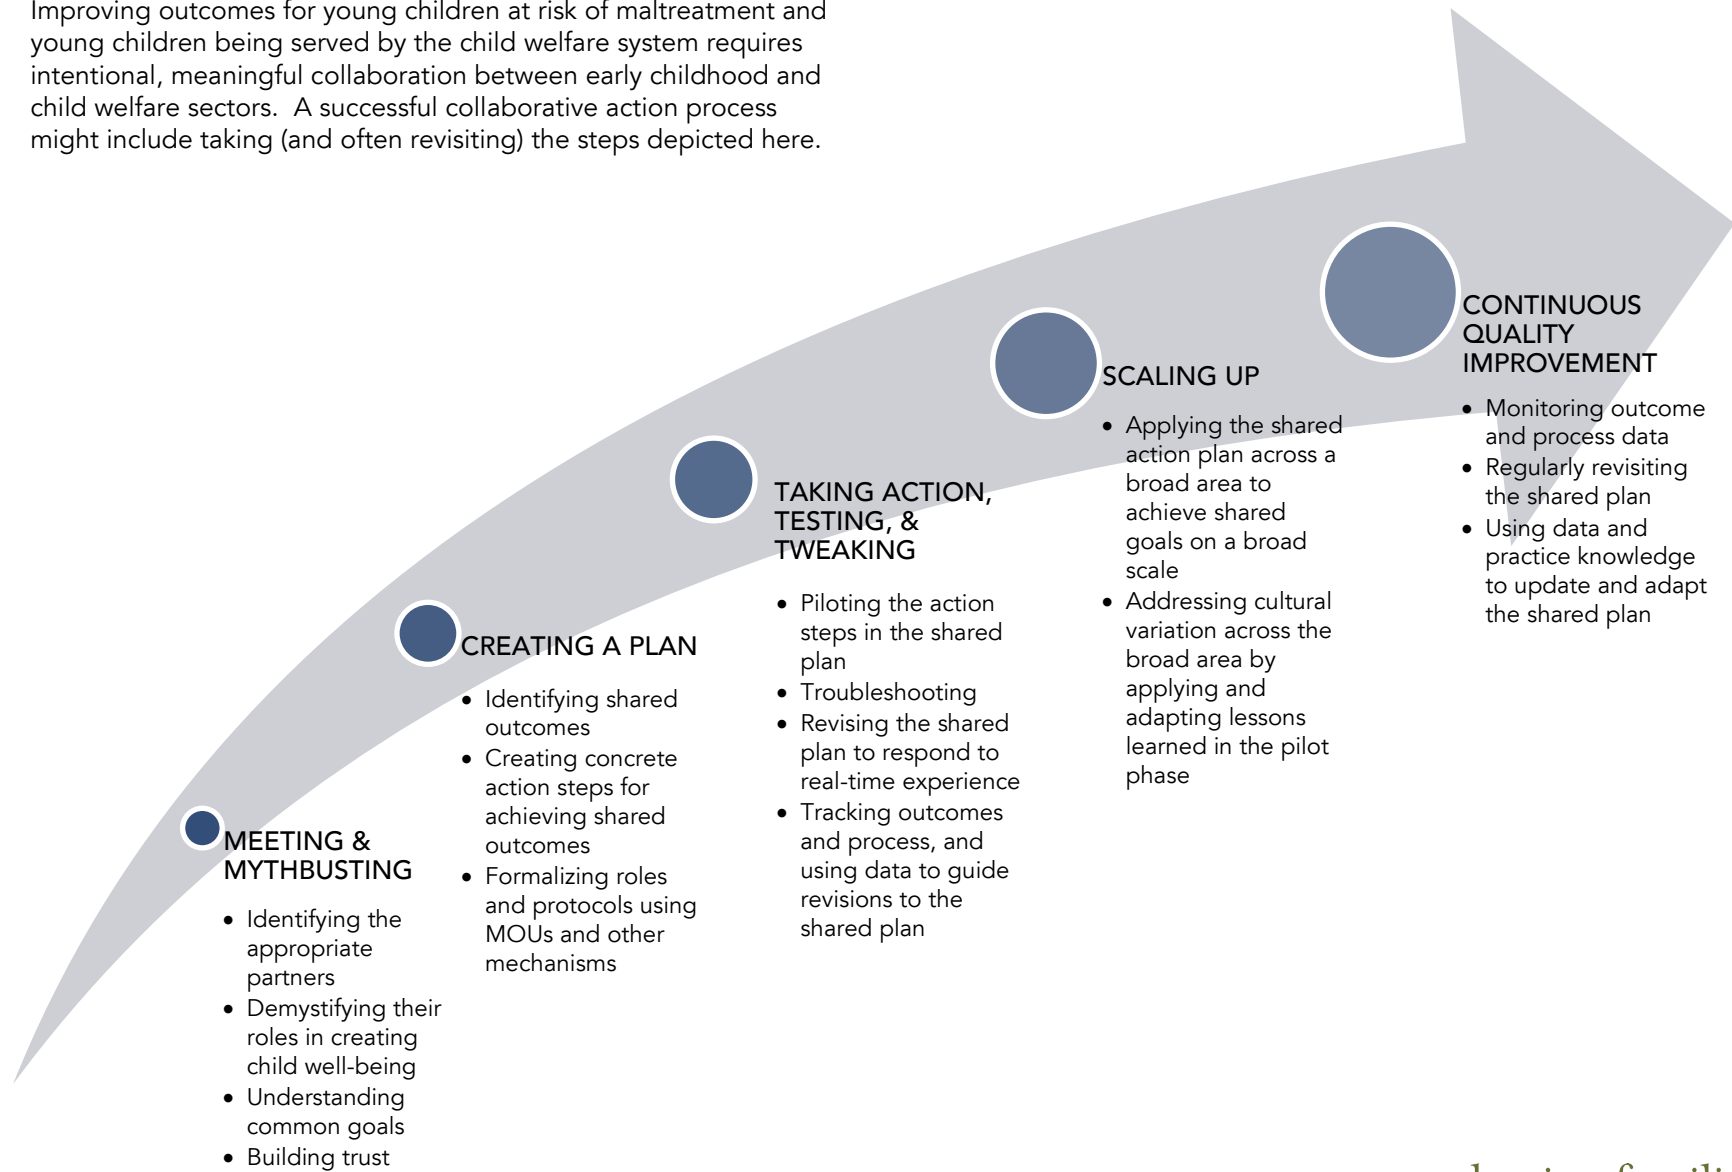 Improving outcomes for young children at risk of maltreatment and
young children being served by the child welfare system requires
intentional, meaningful collaboration between early childhood and
child welfare sectors.  A successful collaborative action process
might include taking (and often revisiting) the steps depicted here.
MEETING &
MYTHBUSTING
• Identifying the
appropriate
partners
• Demystifying their
roles in creating
child well-being
• Understanding
common goals
• Building trust
CREATING A PLAN
• Identifying shared
outcomes
• Creating concrete
action steps for
achieving shared
outcomes
• Formalizing roles
and protocols using
MOUs and other
mechanisms
TAKING ACTION,
TESTING, &
TWEAKING
• Piloting the action
steps in the shared
plan
• Troubleshooting
• Revising the shared
plan to respond to
real-time experience
• Tracking outcomes
and process, and
using data to guide
revisions to the
shared plan
SCALING UP
• Applying the shared
action plan across a
broad area to
achieve shared
goals on a broad
scale
• Addressing cultural
variation across the
broad area by
applying and
adapting lessons
learned in the pilot
phase
CONTINUOUS
QUALITY
IMPROVEMENT
• Monitoring outcome
and process data
• Regularly revisiting
the shared plan
• Using data and
practice knowledge
to update and adapt
the shared plan